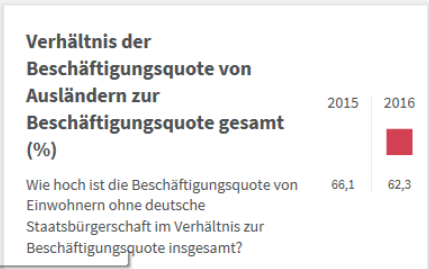 Verhältnis der
Beschäftigungsquote von
Ausländern zur
Beschäftigungsquote gesamt
(%)
2015 2016
Wie hoch ist die Beschäftigungsquote von
Einwohnern ohne deutsche
Staatsbürgerschaft im Verhältnis zur
Beschäftigungsquote insgesamt?
66,1 62,3